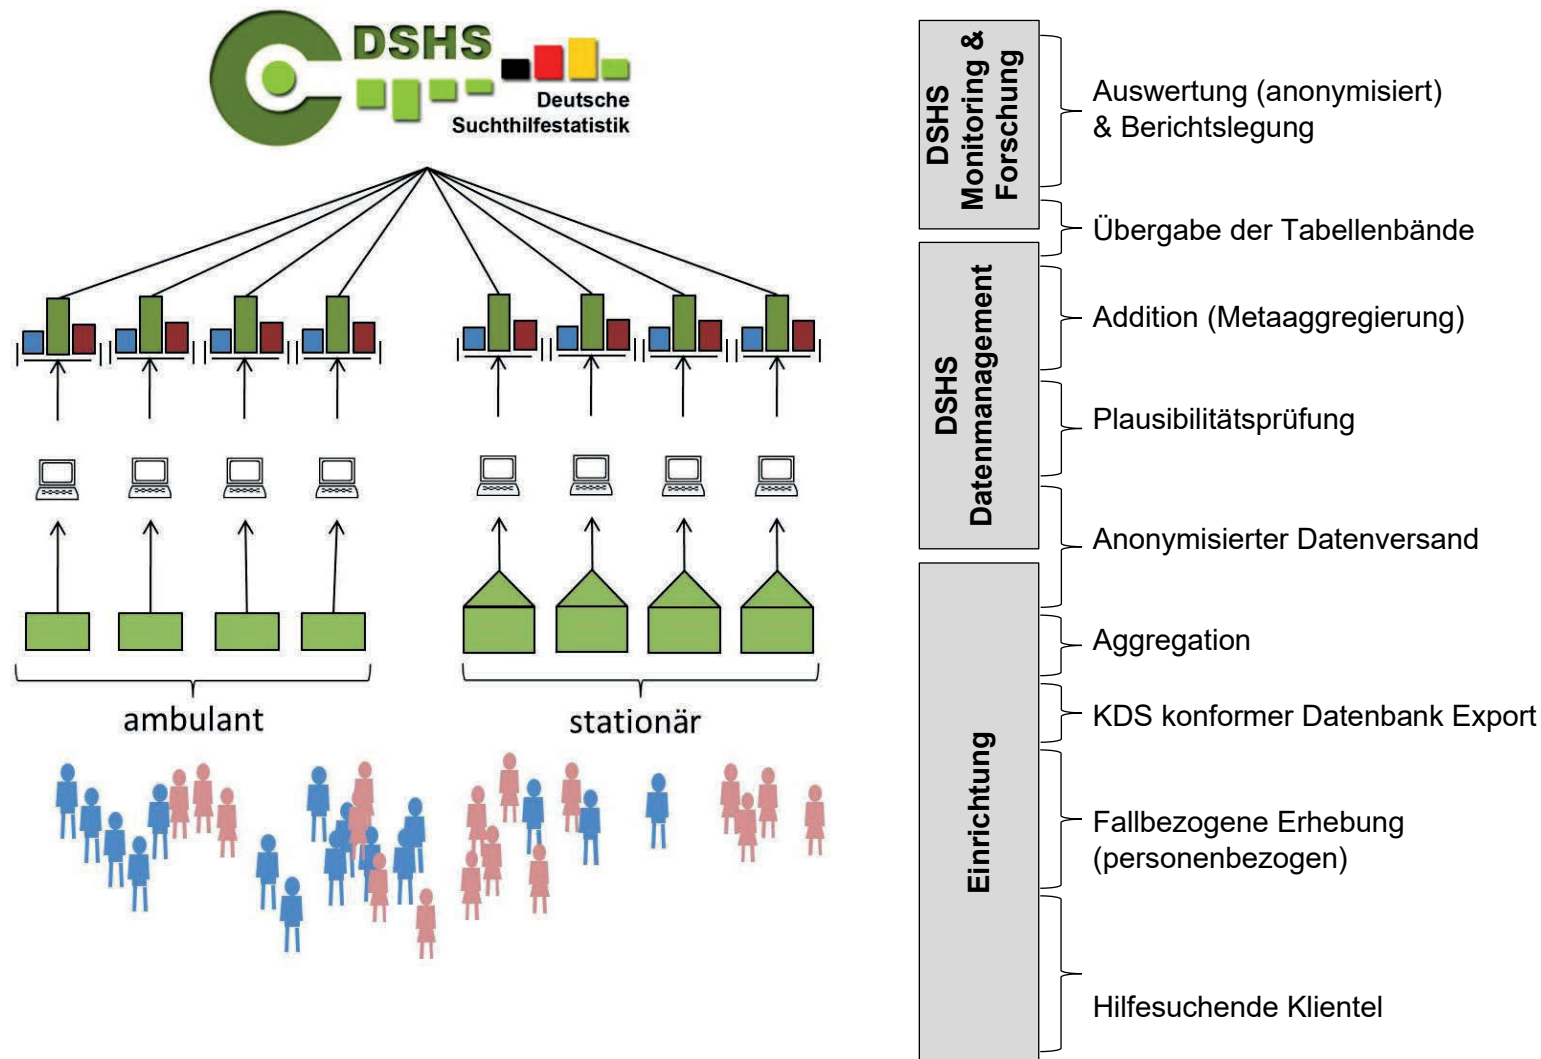 DSHS
Deutsche
Suchthilfestatistik
ambulant
stationär
DSHS
Monitoring &
Forschung
DSHS
Datenmanagement
Einrichtung
Auswertung (anonymisiert)
& Berichtslegung
Übergabe der Tabellenbände
Addition (Metaaggregierung)
Plausibilitätsprüfung
Anonymisierter Datenversand
Aggregation
KDS konformer Datenbank Export
Fallbezogene Erhebung
(personenbezogen)
Hilfesuchende Klientel